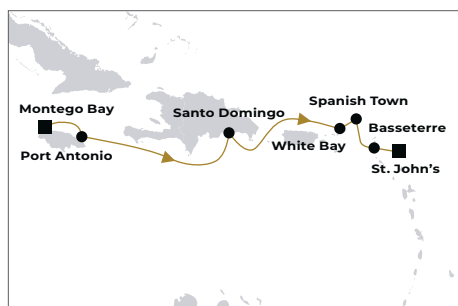 Montego Bay
Port Antonio
Santo Domingo
Spanish Town
White Bay
Basseterre
St. John's